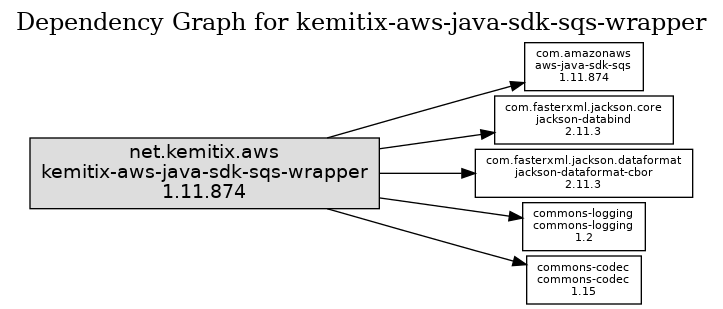 Dependency Graph for kemitix-aws-java-sdk-sqs-wrapper
com.amazonaws
aws-java-sdk-sqs
1.11.874
com.fasterxml.jackson.core
jackson-databind
2.11.3
net.kemitix.aws
kemitix-aws-java-sdk-sqs-wrapper
1.11.874
com.fasterxml.jackson.dataformat
jackson-dataformat-cbor
2.11.3
commons-logging
commons-logging
1.2
commons-codec
commons-codec
1.15